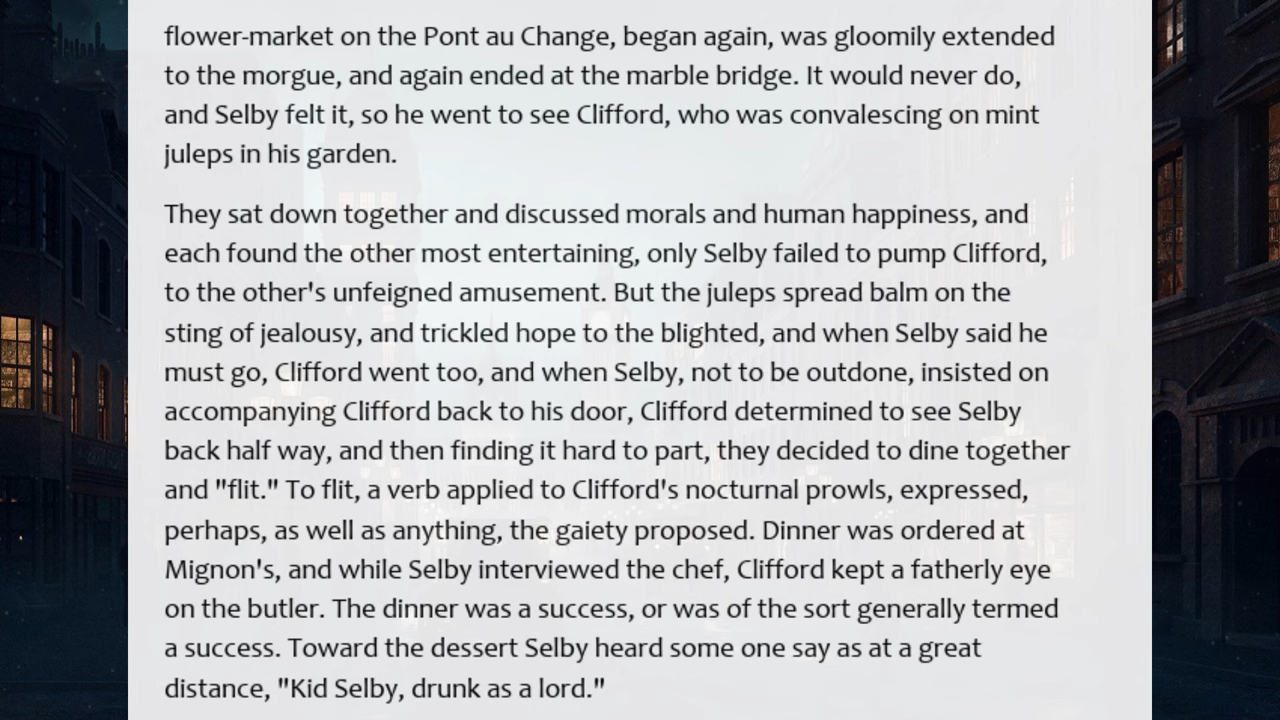 flower-market on the Pont au Change, began again, was gloomily extended
to the morgue, and again ended at the marble bridge. It would never do,
and Selby felt it, so he went to see Clifford, who was convalescing on mint
juleps in his garden.
They sat down together and discussed morals and human happiness, and
each found the other most entertaining, only Selby failed to pump Clifford,
to the other's unfeigned amusement. But the juleps spread balm on the
sting of jealousy, and trickled hope to the blighted, and when Selby said he
must go, Clifford went too, and when Selby, not to be outdone, insisted on
accompanying Clifford back to his door, Clifford determined to see Selby
back half way, and then finding it hard to part, they decided to dine together
and "flit." To flit, a verb applied to Clifford's nocturnal prowls, expressed,
perhaps, as well as anything, the gaiety proposed. Dinner was ordered at
Mignon's, and while Selby interviewed the chef, Clifford kept a fatherly eye
on the butler. The dinner was a success, or was of the sort generally termed
a success. Toward the dessert Selby heard some one say as at a great
distance, "Kid Selby, drunk as a lord."